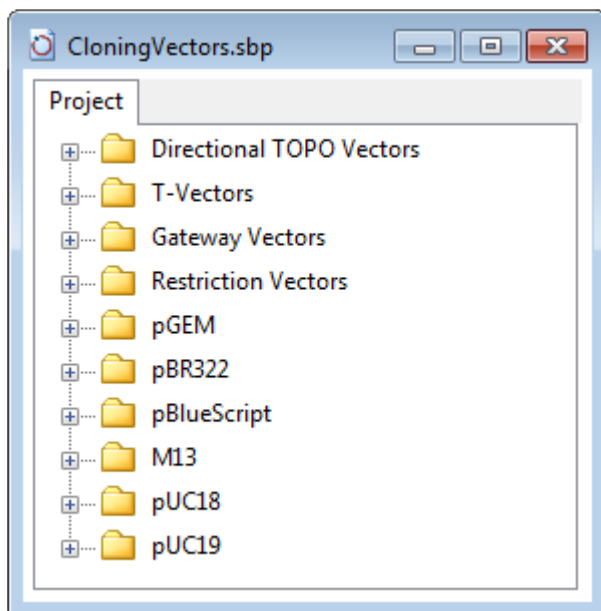 CloningVectors.sbp
Project
Directional TOPO Vectors
T-Vectors
Gateway Vectors
Restriction Vectors
pGEM
pBR322
pBlueScript
M13
pUC18
pUC19